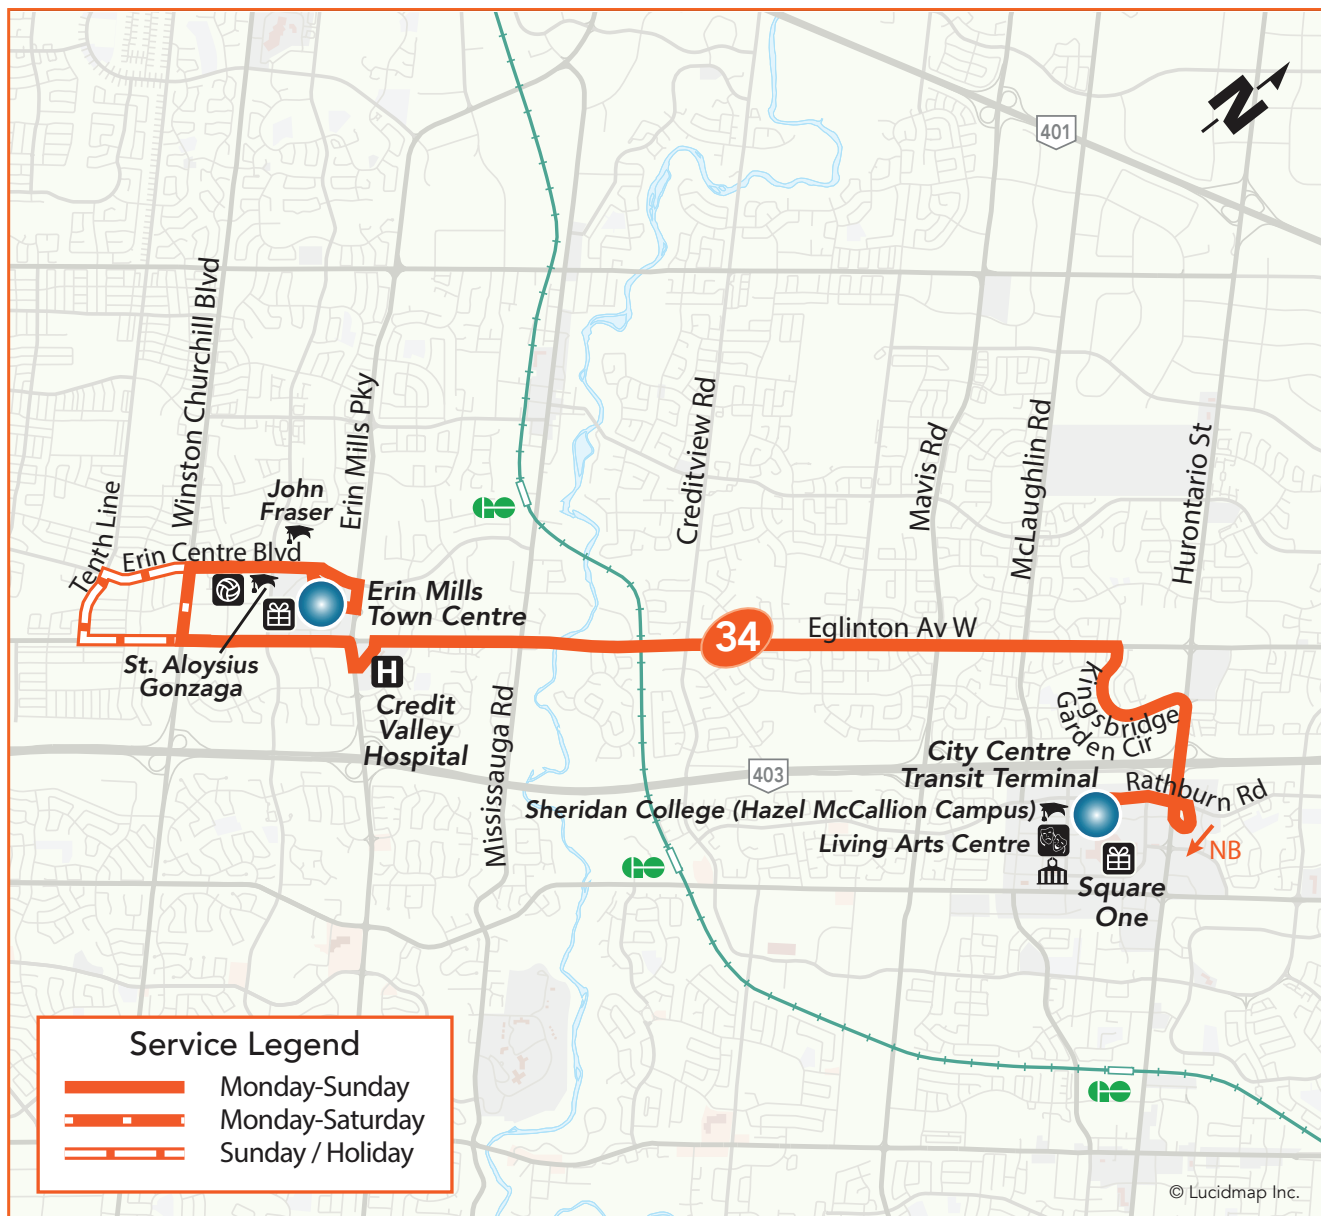 N
401
Winston Churchill Blvd
Erin Mills Pky
Creditview Rd
Mavis Rd
McLaughlin Rd
Hurontario St
Tenth Line
John
Fraser
GO
Erin Centre Blvd
Erin Mills
Town Centre
34
Eglinton Av W
St. Aloysius
Gonzaga
H
Credit
Valley
Hospital
Mississauga Rd
Kingsbridge
Garden Cir
403
City Centre
Transit Terminal
Rathburn Rd
Sheridan College (Hazel McCallion Campus)
Living Arts Centre
NB
GO
Square
One
Service Legend
Monday-Sunday
Monday-Saturday
Sunday / Holiday
GO
© Lucidmap Inc.